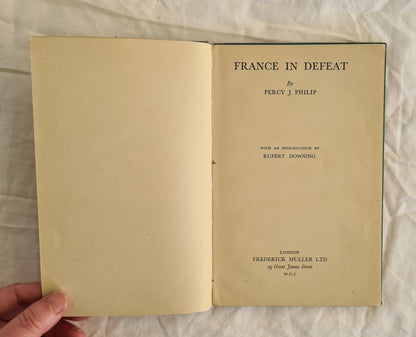 FRANCE IN DEFEAT
By
PERCY J. PHILIP
WITH AN INTRODUCTION BY
RUPERT DOWNING
LONDON
FREDERICK MULLER LTD
29 Great James Street
W.C.1